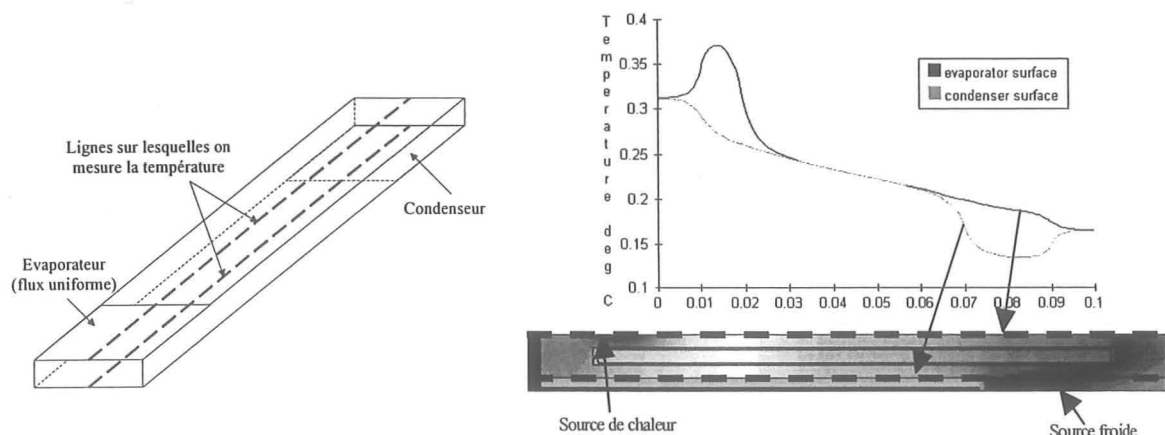 Lignes sur lesquelles on
mesure la température
Condenseur
Evaporateur
(flux uniforme)
Temperature deg C
0.4
0.35
0.3
0.25
0.2
0.15
0.1
0 0.01 0.02 0.03 0.04 0.05 0.06 0.07 0.08 0.09 0.1
evaporator surface
condenser surface
Source de chaleur
Source froide